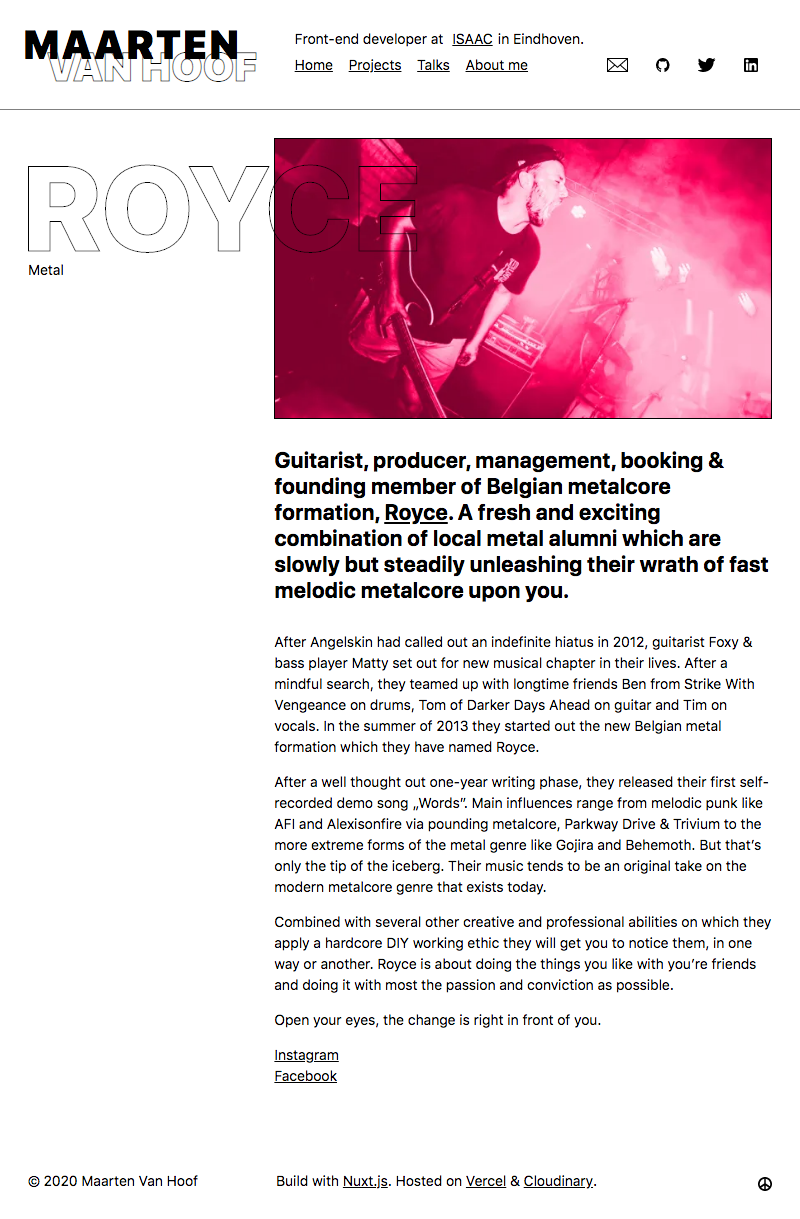 MAARTEN
VAN HOOF
Front-end developer at ISAAC in Eindhoven.
Home Projects Talks About me
ROYCE
Metal
Guitarist, producer, management, booking &
founding member of Belgian metalcore
formation, Royce. A fresh and exciting
combination of local metal alumni which are
slowly but steadily unleashing their wrath of fast
melodic metalcore upon you.
After Angelskin had called out an indefinite hiatus in 2012, guitarist Foxy &
bass player Matty set out for new musical chapter in their lives. After a
mindful search, they teamed up with longtime friends Ben from Strike With
Vengeance on drums, Tom of Darker Days Ahead on guitar and Tim on
vocals. In the summer of 2013 they started out the new Belgian metal
formation which they have named Royce.
After a well thought out one-year writing phase, they released their first self-
recorded demo song „Words”. Main influences range from melodic punk like
AFI and Alexisonfire via pounding metalcore, Parkway Drive & Trivium to the
more extreme forms of the metal genre like Gojira and Behemoth. But that’s
only the tip of the iceberg. Their music tends to be an original take on the
modern metalcore genre that exists today.
Combined with several other creative and professional abilities on which they
apply a hardcore DIY working ethic they will get you to notice them, in one
way or another. Royce is about doing the things you like with you’re friends
and doing it with most the passion and conviction as possible.
Open your eyes, the change is right in front of you.
Instagram
Facebook
© 2020 Maarten Van Hoof
Build with Nuxt.js. Hosted on Vercel & Cloudinary.